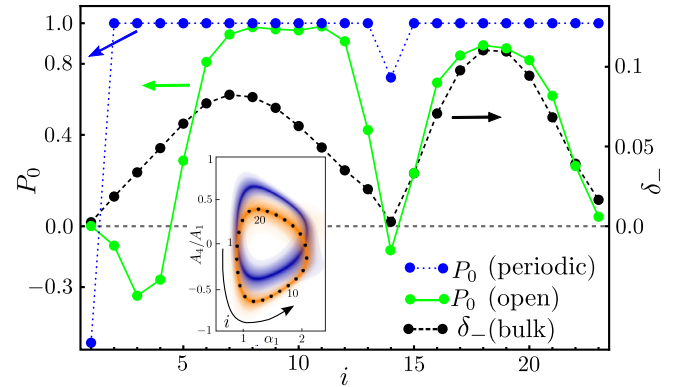 1.0
0.8
0.4
0.0
−0.3
P₀
0.1
0.05
0.0
δ₋
1
0.5
0
−0.5
−1
A₄/A₁
20
1
10
i
1
α₁
2
P₀ (periodic)
P₀ (open)
δ₋(bulk)
5
10
15
20
i